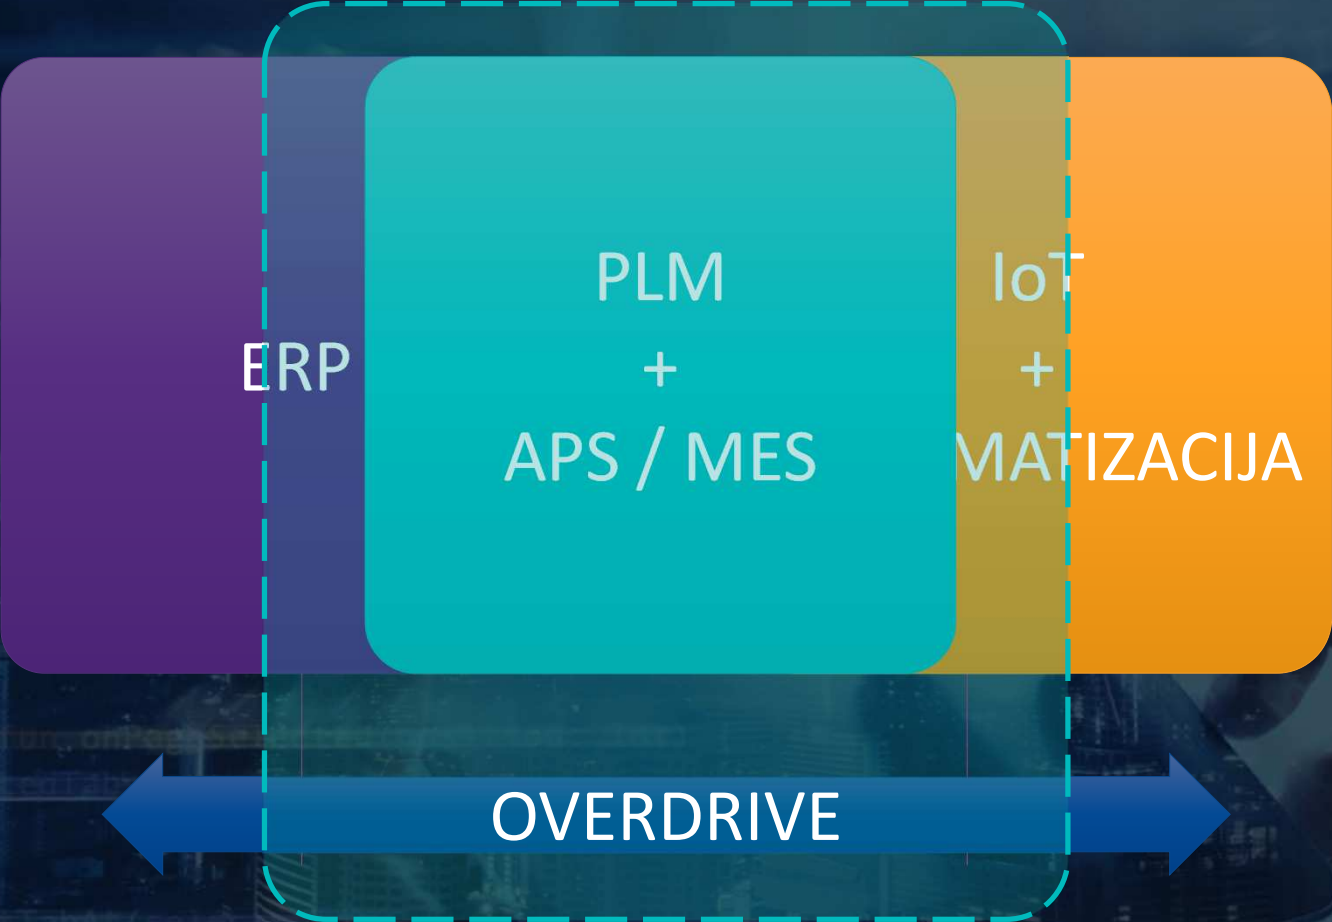 ERP
PLM
+
APS / MES
IoT
+
MATIZACIJA
OVERDRIVE